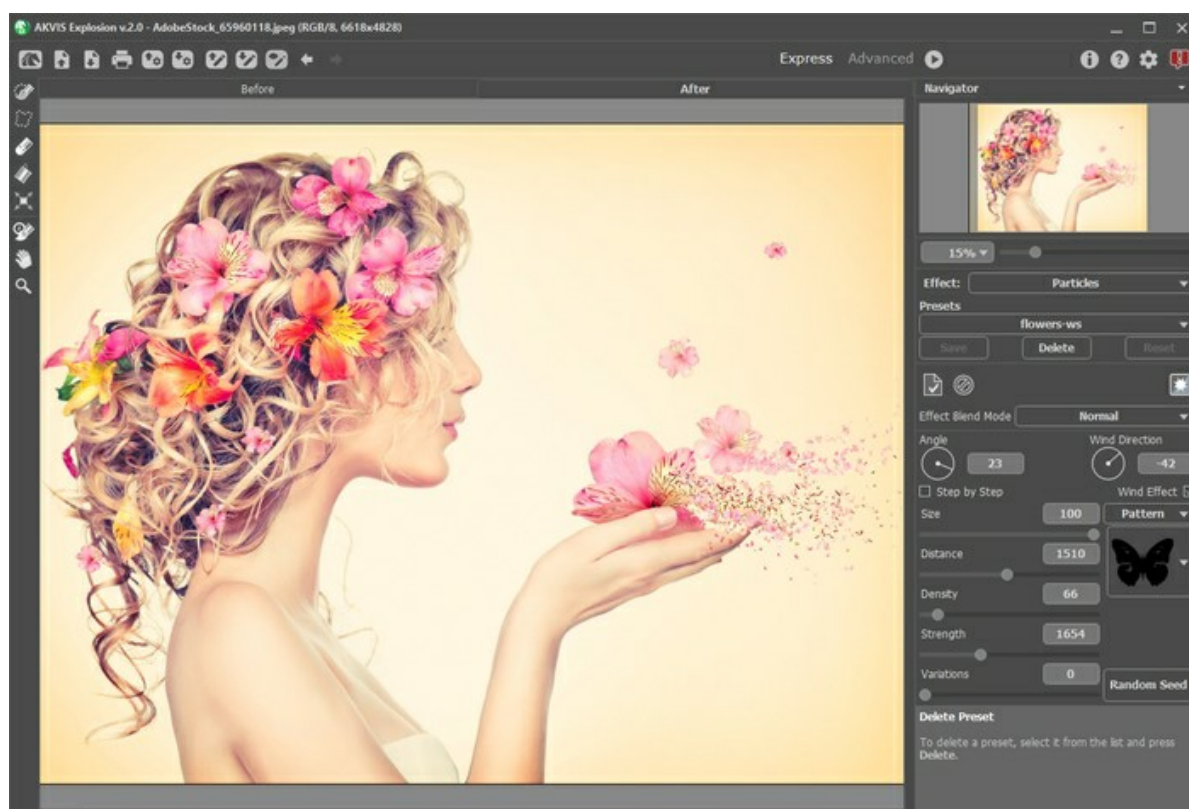 AKVIS Explosion v.2.0 - AdobeStock_65960118.jpeg (RGB/8, 6618x4828)
Express Advanced
Before After
Navigator
15%
Effect: Particles
Presets
flowers-ws
Save Delete Reset
Effect Blend Mode Normal
Angle Wind Direction
23 -42
Step by Step Wind Effect
Size 100 Pattern
Distance 1510
Density 66
Strength 1654
Variations 0 Random Seed
Delete Preset
To delete a preset, select it from the list and press
Delete.